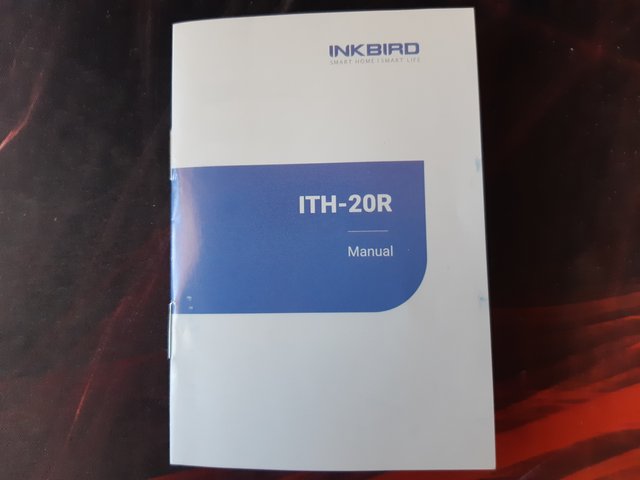 INKBIRD
SMART HOME | SMART LIFE
ITH-20R
Manual